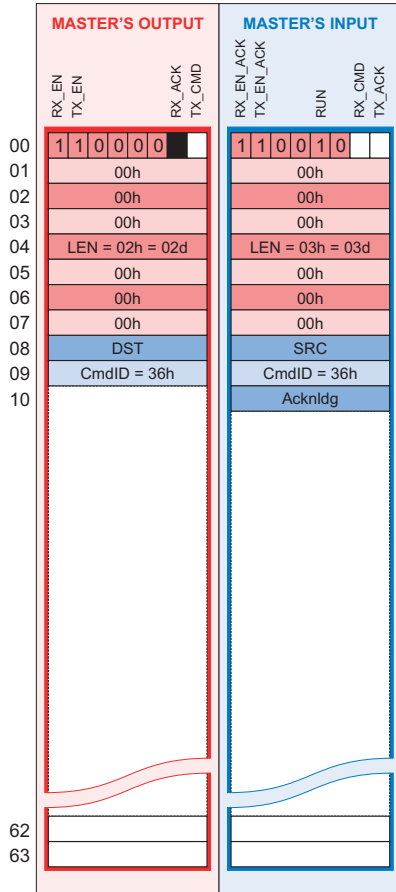 MASTER'S OUTPUT MASTER'S INPUT
RX_EN TX_EN RX_ACK TX_CMD RX_EN_ACK TX_EN_ACK RUN RX_CMD TX_ACK
00 1 1 0 0 0 0 1 1 0 0 1 0
01 00h 00h
02 00h 00h
03 00h 00h
04 LEN = 02h = 02d LEN = 03h = 03d
05 00h 00h
06 00h 00h
07 00h 00h
08 DST SRC
09 CmdID = 36h CmdID = 36h
10 Acknldg
62
63